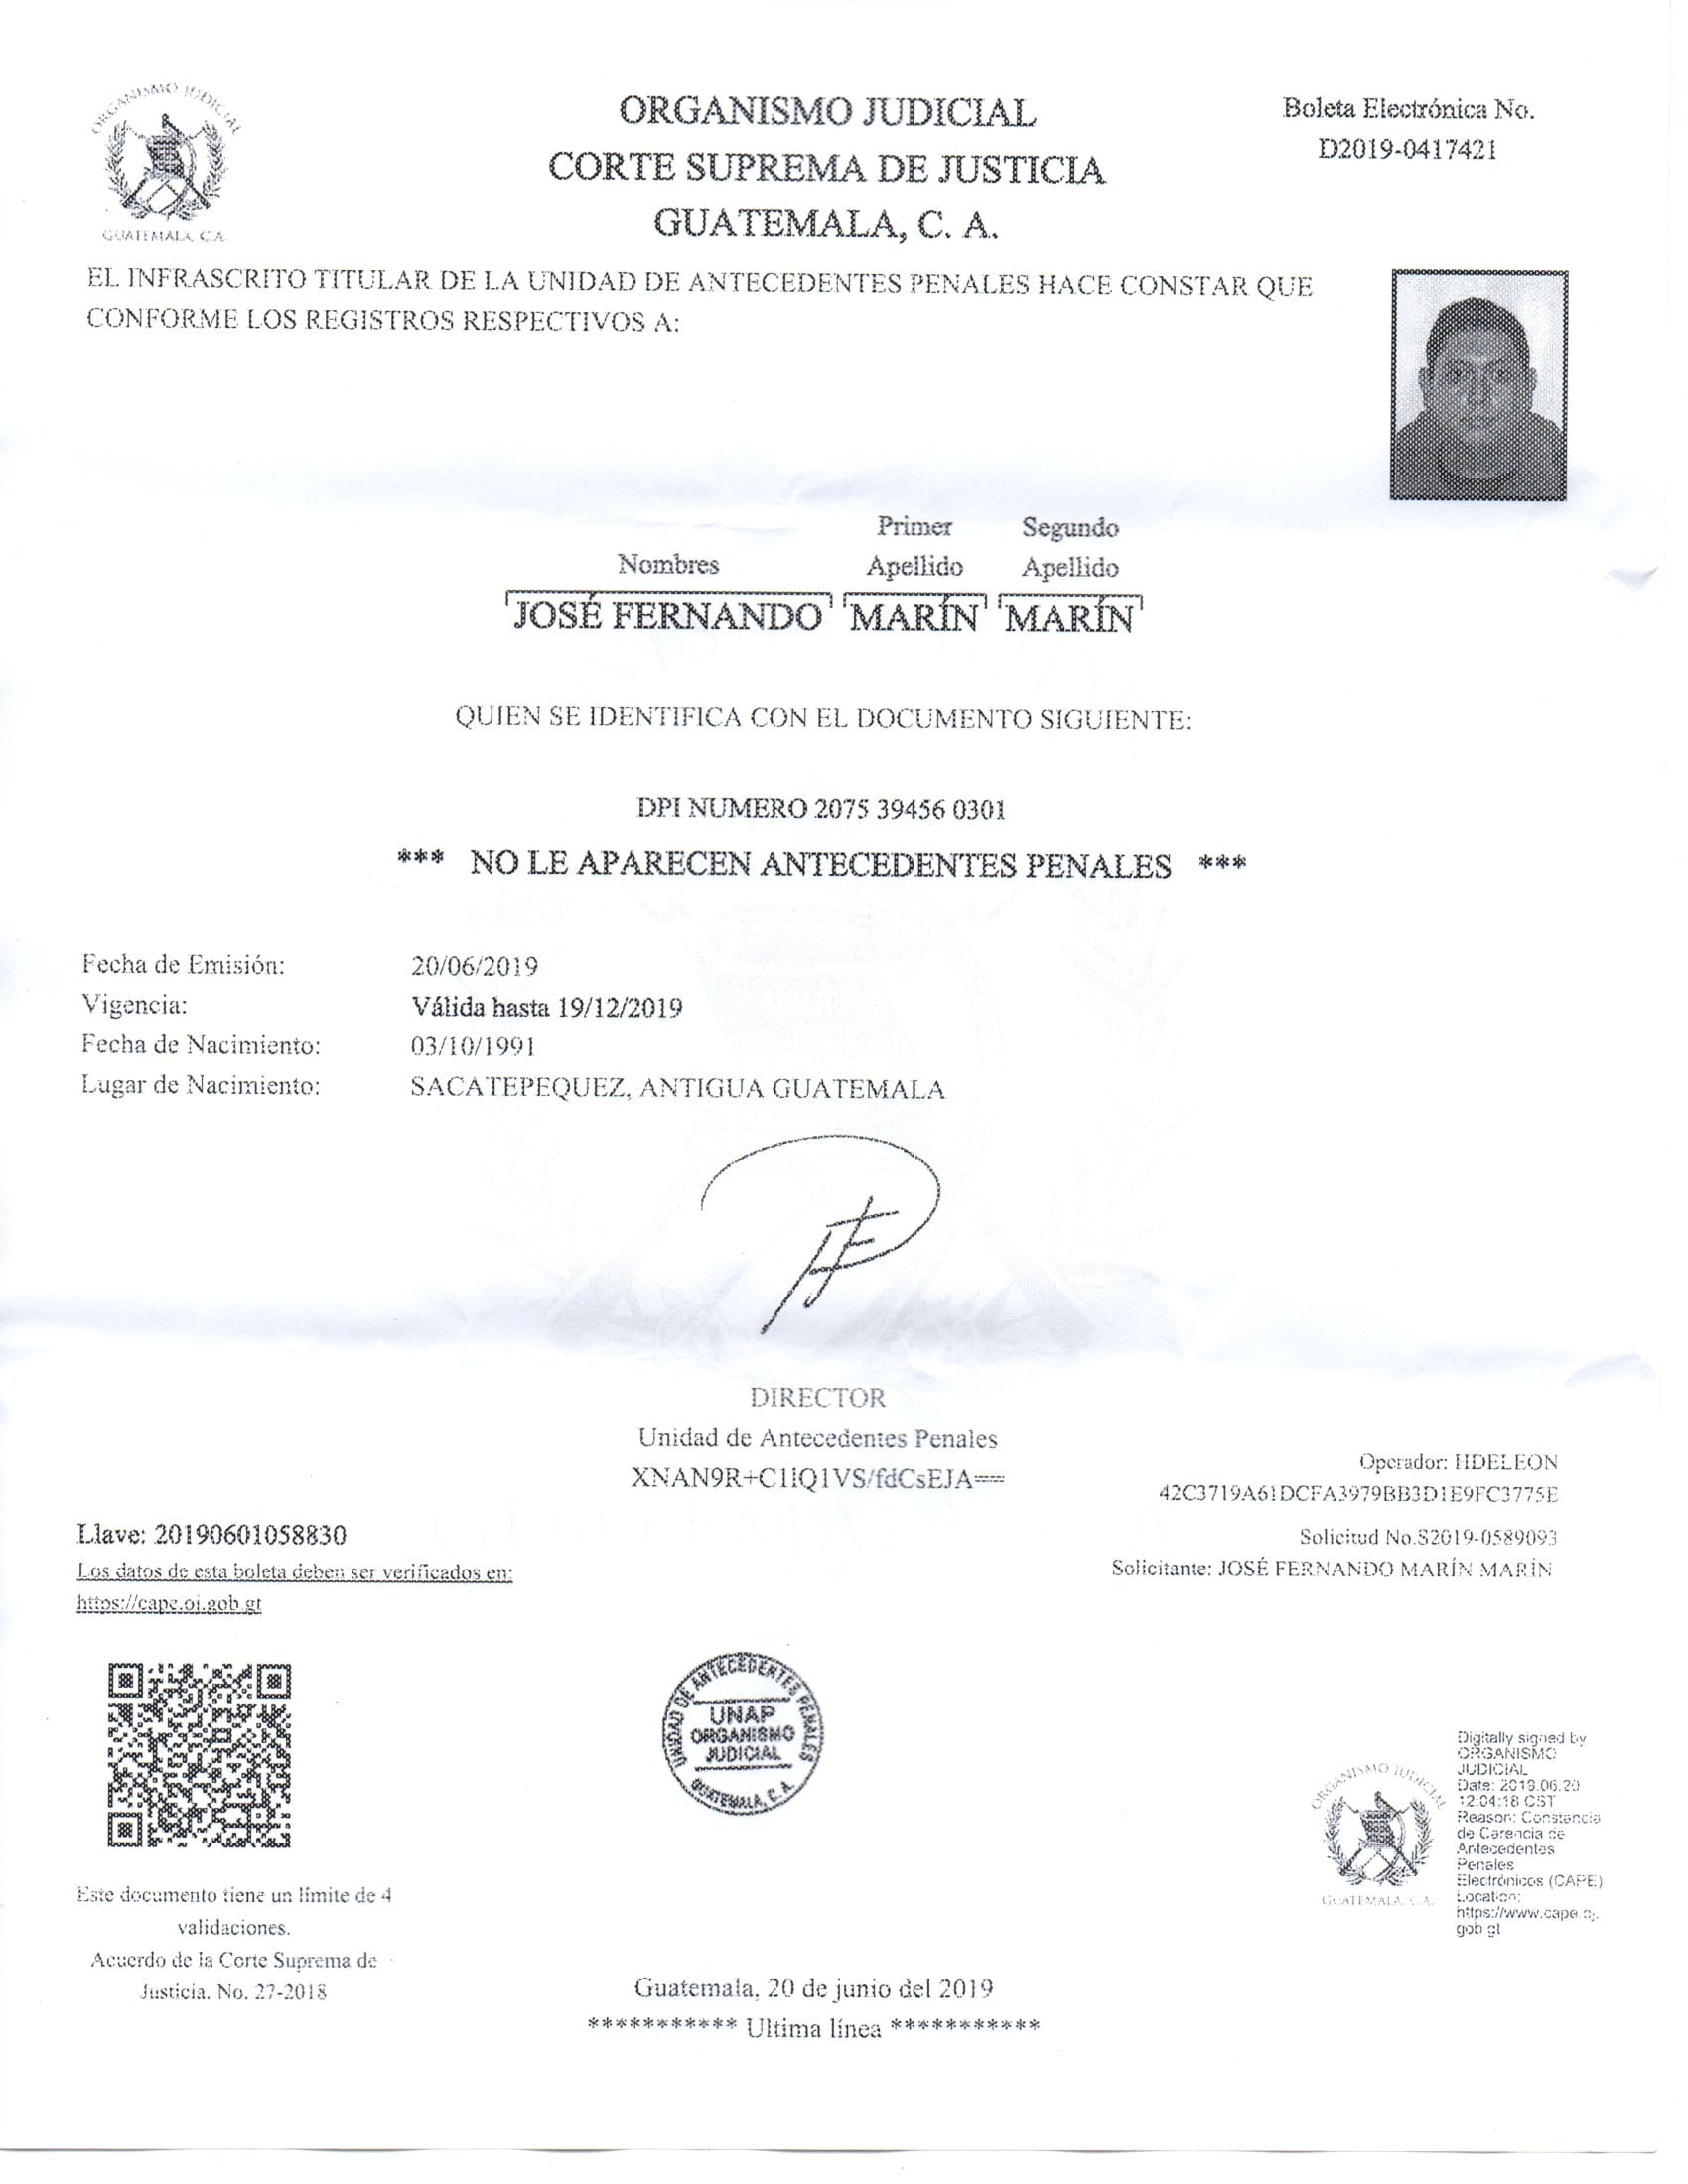 ORGANISMO JUDICIAL
GUATEMALA, C.A.
ORGANISMO JUDICIAL
CORTE SUPREMA DE JUSTICIA
GUATEMALA, C. A.
Boleta Electrónica No.
D2019-0417421
EL INFRASCRITO TITULAR DE LA UNIDAD DE ANTECEDENTES PENALES HACE CONSTAR QUE
CONFORME LOS REGISTROS RESPECTIVOS A:
Nombres
Primer
Apellido
Segundo
Apellido
JOSÉ FERNANDO MARÍN MARÍN
QUIEN SE IDENTIFICA CON EL DOCUMENTO SIGUIENTE:
DPI NUMERO 2075 39456 0301
*** NO LE APARECEN ANTECEDENTES PENALES ***
Fecha de Emisión: 20/06/2019
Vigencia: Válida hasta 19/12/2019
Fecha de Nacimiento: 03/10/1991
Lugar de Nacimiento: SACATEPEQUEZ, ANTIGUA GUATEMALA
DIRECTOR
Unidad de Antecedentes Penales
Operador: HDELEON
42C3719A61DCFA3979BB3D1E9FC3775E
Solicitud No.S2019-0589093
Solicitante: JOSÉ FERNANDO MARÍN MARÍN
Llave: 20190601058830
Los datos de esta boleta deben ser verificados en:
https://cape.oj.gob.gt
UNIDAD DE ANTECEDENTES PENALES
UNAP
ORGANISMO
JUDICIAL
GUATEMALA, C.A.
ORGANISMO JUDICIAL
GUATEMALA, C.A.
Digitally signed by
ORGANISMO
JUDICIAL
Date: 2019.06.20
12:04:18 CST
Reason: Constancia
de Carencia de
Antecedentes
Penales
Electrónicos (CAPE)
Location:
https://www.cape.oj.
gob.gt
Este documento tiene un límite de 4
validaciones.
Acuerdo de la Corte Suprema de
Justicia. No. 27-2018
Guatemala, 20 de junio del 2019
*********** Ultima línea ***********